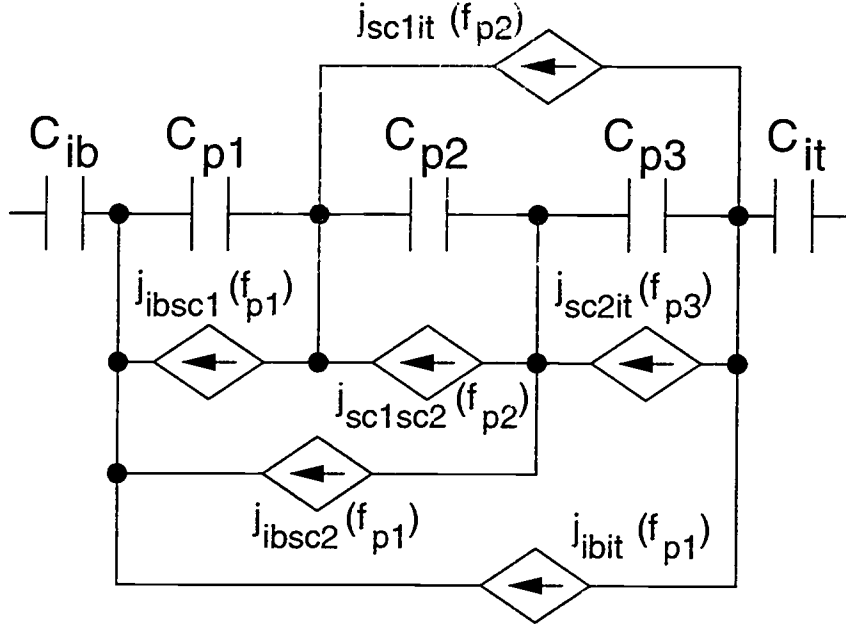 j_sc1it (f_p2)
C_ib C_p1 C_p2 C_p3 C_it
j_ibsc1 (f_p1) j_sc2it (f_p3)
j_sc1sc2 (f_p2)
j_ibsc2 (f_p1) j_ibit (f_p1)